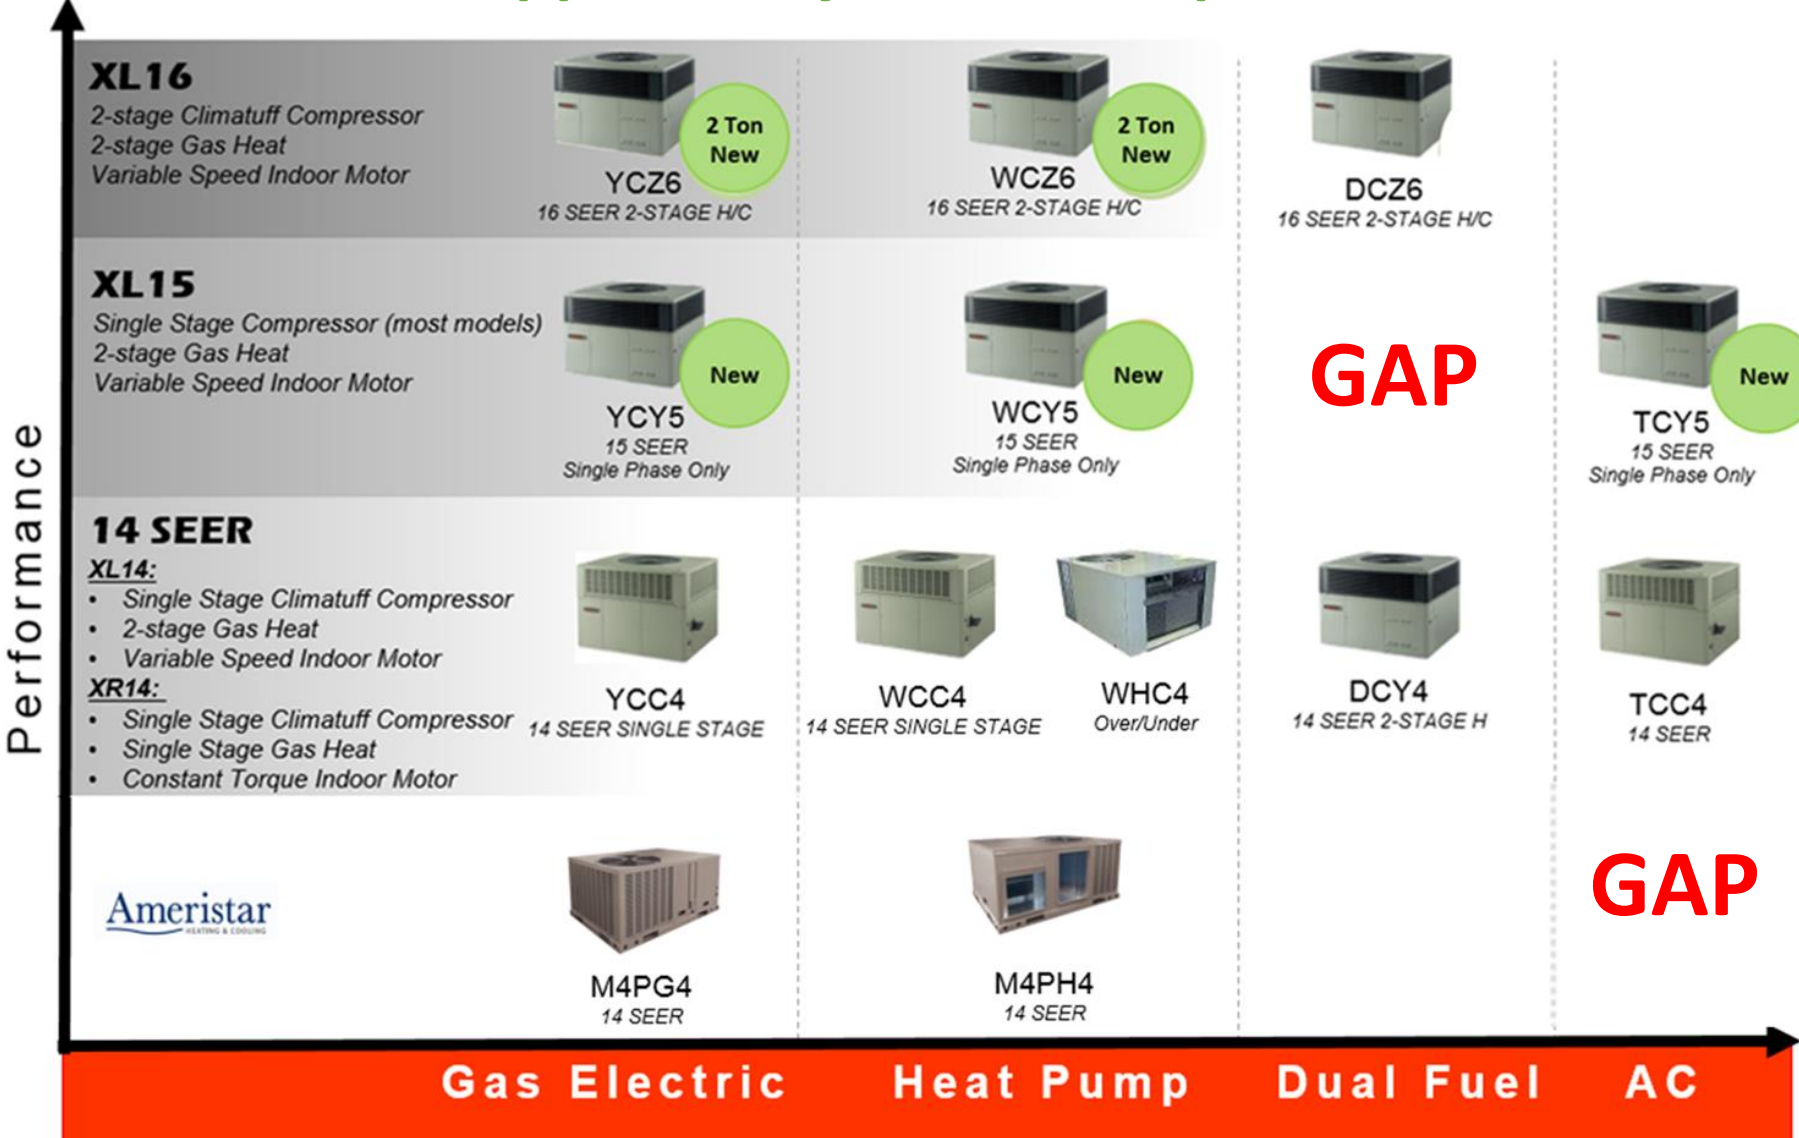 XL16
2-stage Climatuff Compressor
2-stage Gas Heat
Variable Speed Indoor Motor
2 Ton
New
YCZ6
16 SEER 2-STAGE H/C
2 Ton
New
WCZ6
16 SEER 2-STAGE H/C
DCZ6
16 SEER 2-STAGE H/C
XL15
Single Stage Compressor (most models)
2-stage Gas Heat
Variable Speed Indoor Motor
New
YCY5
15 SEER
Single Phase Only
New
WCY5
15 SEER
Single Phase Only
GAP
New
TCY5
15 SEER
Single Phase Only
14 SEER
XL14:
• Single Stage Climatuff Compressor
• 2-stage Gas Heat
• Variable Speed Indoor Motor
XR14:
• Single Stage Climatuff Compressor
• Single Stage Gas Heat
• Constant Torque Indoor Motor
YCC4
14 SEER SINGLE STAGE
WCC4
14 SEER SINGLE STAGE
WHC4
Over/Under
DCY4
14 SEER 2-STAGE H
TCC4
14 SEER
Ameristar
HEATING & COOLING
M4PG4
14 SEER
M4PH4
14 SEER
GAP
Performance
Gas Electric
Heat Pump
Dual Fuel
AC